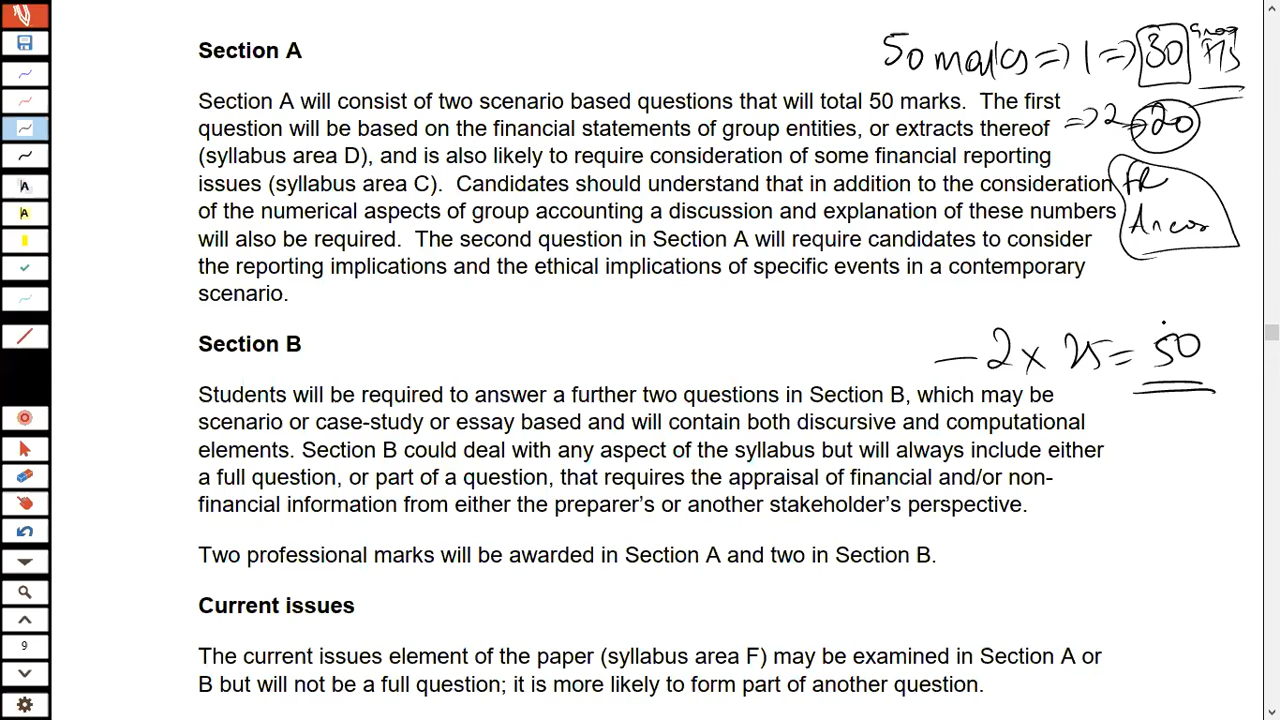 Section A
50 marks => 1 => 30
Section A will consist of two scenario based questions that will total 50 marks. The first
=> 2 => 20
question will be based on the financial statements of group entities, or extracts thereof
(syllabus area D), and is also likely to require consideration of some financial reporting
issues (syllabus area C). Candidates should understand that in addition to the consideration
FR
of the numerical aspects of group accounting a discussion and explanation of these numbers
will also be required. The second question in Section A will require candidates to consider
the reporting implications and the ethical implications of specific events in a contemporary
scenario.
Section B
– 2 x 25 = 50
Students will be required to answer a further two questions in Section B, which may be
scenario or case-study or essay based and will contain both discursive and computational
elements. Section B could deal with any aspect of the syllabus but will always include either
a full question, or part of a question, that requires the appraisal of financial and/or non-
financial information from either the preparer’s or another stakeholder’s perspective.
Two professional marks will be awarded in Section A and two in Section B.
Current issues
9
The current issues element of the paper (syllabus area F) may be examined in Section A or
B but will not be a full question; it is more likely to form part of another question.